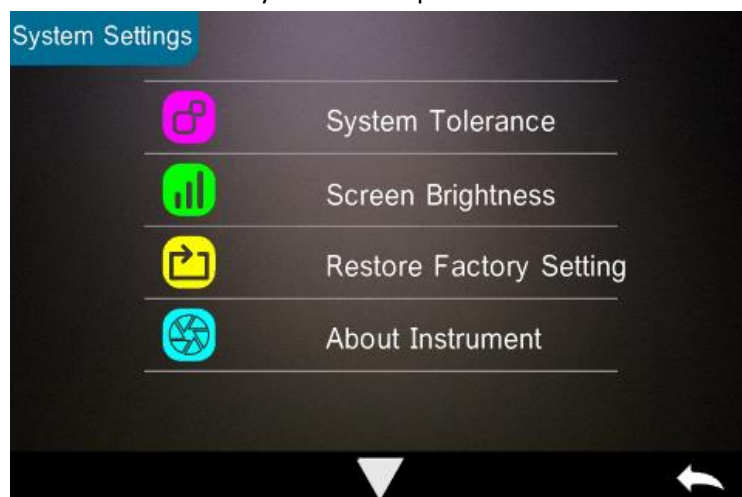 System Settings
System Tolerance
Screen Brightness
Restore Factory Setting
About Instrument